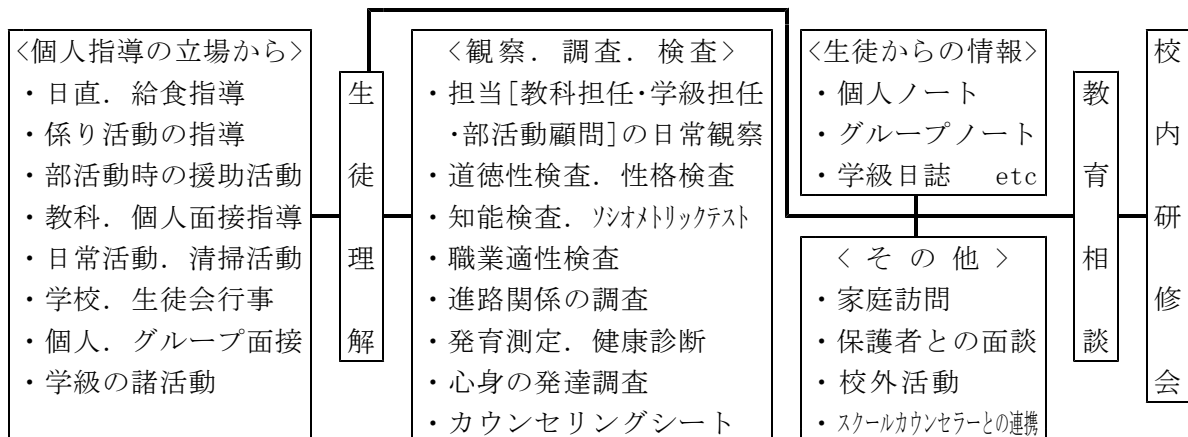 <個人指導の立場から>
・日直．給食指導
・係り活動の指導
・部活動時の援助活動
・教科．個人面接指導
・日常活動．清掃活動
・学校．生徒会行事
・個人．グループ面接
・学級の諸活動
生徒理解
<観察．調査．検査>
・担当[教科担任・学級担任
・部活動顧問]の日常観察
・道徳性検査．性格検査
・知能検査．ソシオメトリックテスト
・職業適性検査
・進路関係の調査
・発育測定．健康診断
・心身の発達調査
・カウンセリングシート
<生徒からの情報>
・個人ノート
・グループノート
・学級日誌 etc
<その他>
・家庭訪問
・保護者との面談
・校外活動
・スクールカウンセラーとの連携
教育相談
校内研修会